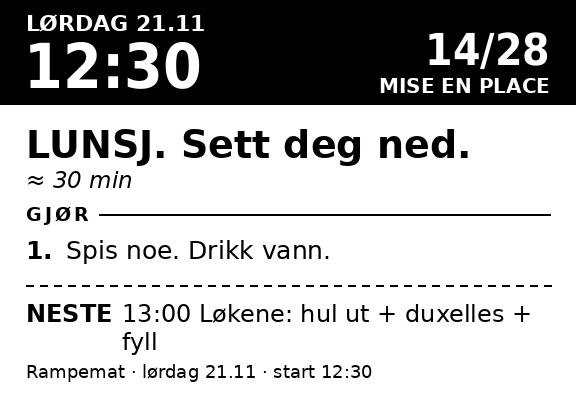 LØRDAG 21.11
12:30
14/28
MISE EN PLACE
LUNSJ. Sett deg ned.
≈ 30 min
GJØR
1. Spis noe. Drikk vann.
NESTE 13:00 Løkene: hul ut + duxelles +
fyll
Rampemat · lørdag 21.11 · start 12:30